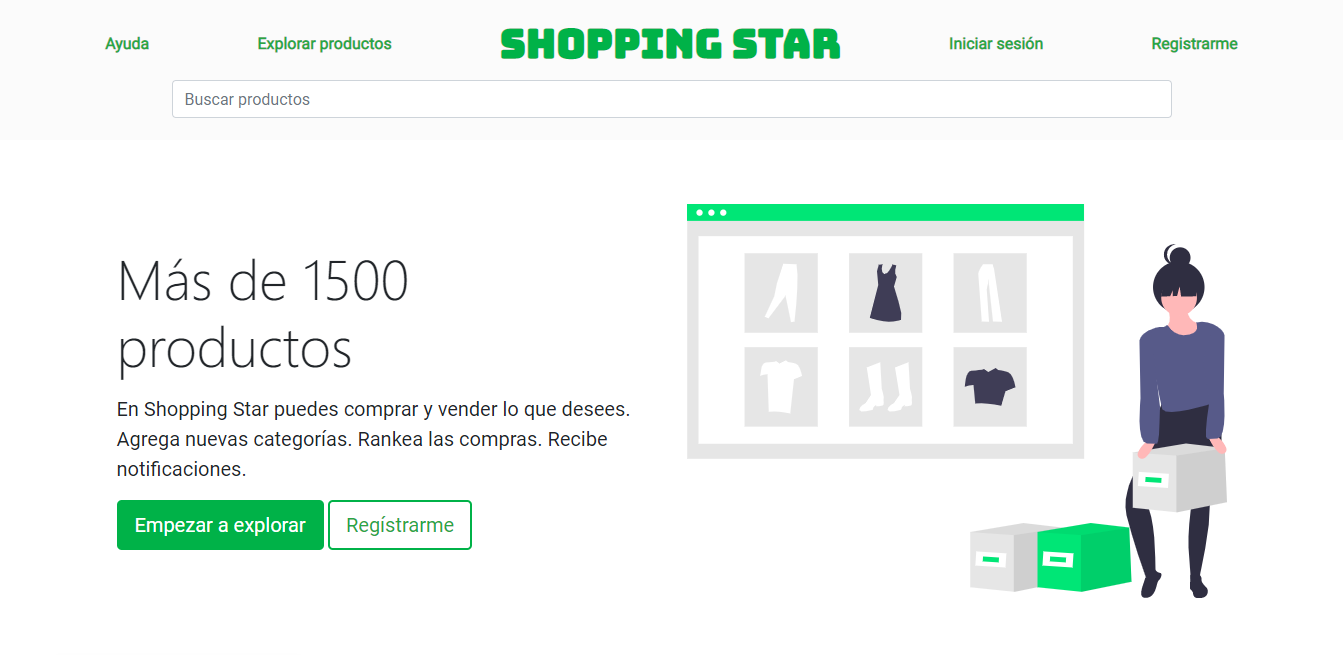 Ayuda
Explorar productos
SHOPPING STAR
Iniciar sesión
Registrarme
Buscar productos
Más de 1500
productos
En Shopping Star puedes comprar y vender lo que desees.
Agrega nuevas categorías. Rankea las compras. Recibe
notificaciones.
Empezar a explorar
Regístrarme